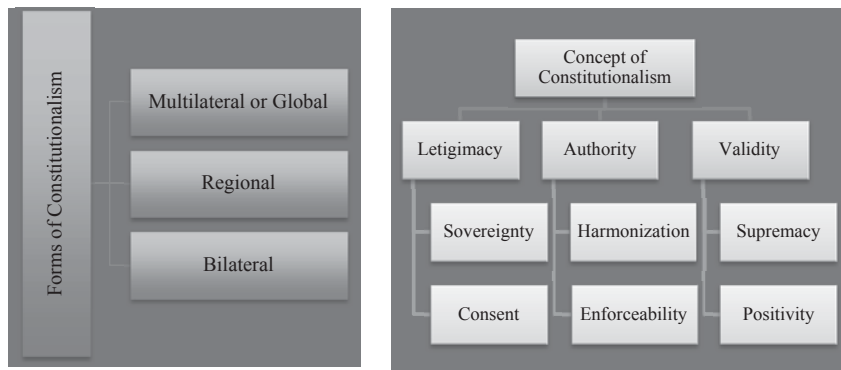 Forms of Constitutionalism
Multilateral or Global
Regional
Bilateral
Concept of
Constitutionalism
Letigimacy
Authority
Validity
Sovereignty
Harmonization
Supremacy
Consent
Enforceability
Positivity